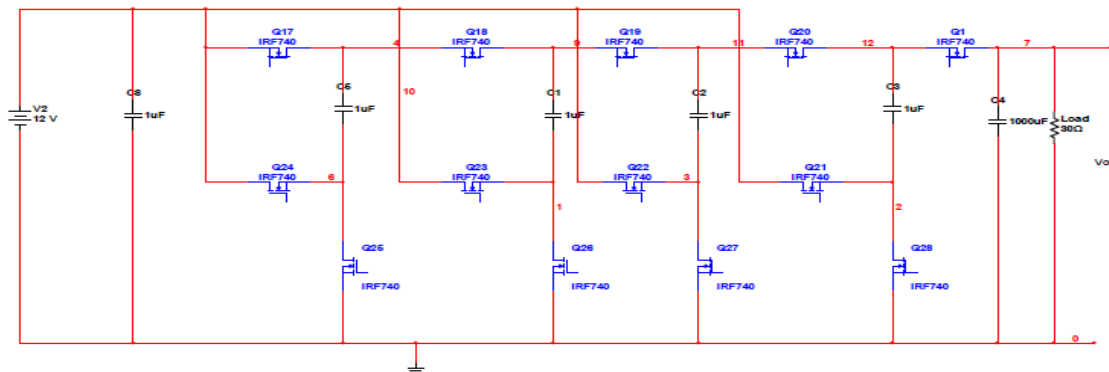 Q17
IRF740
Q18
IRF740
Q19
IRF740
Q20
IRF740
Q1
IRF740
4
9
11
12
7
V2
12 V
C8
1uF
C5
1uF
10
C1
1uF
C2
1uF
C3
1uF
C4
1000uF
Load
30Ω
Vo
Q24
IRF740
6
Q23
IRF740
Q22
IRF740
3
Q21
IRF740
1
2
Q25
IRF740
Q26
IRF740
Q27
IRF740
Q28
IRF740
0